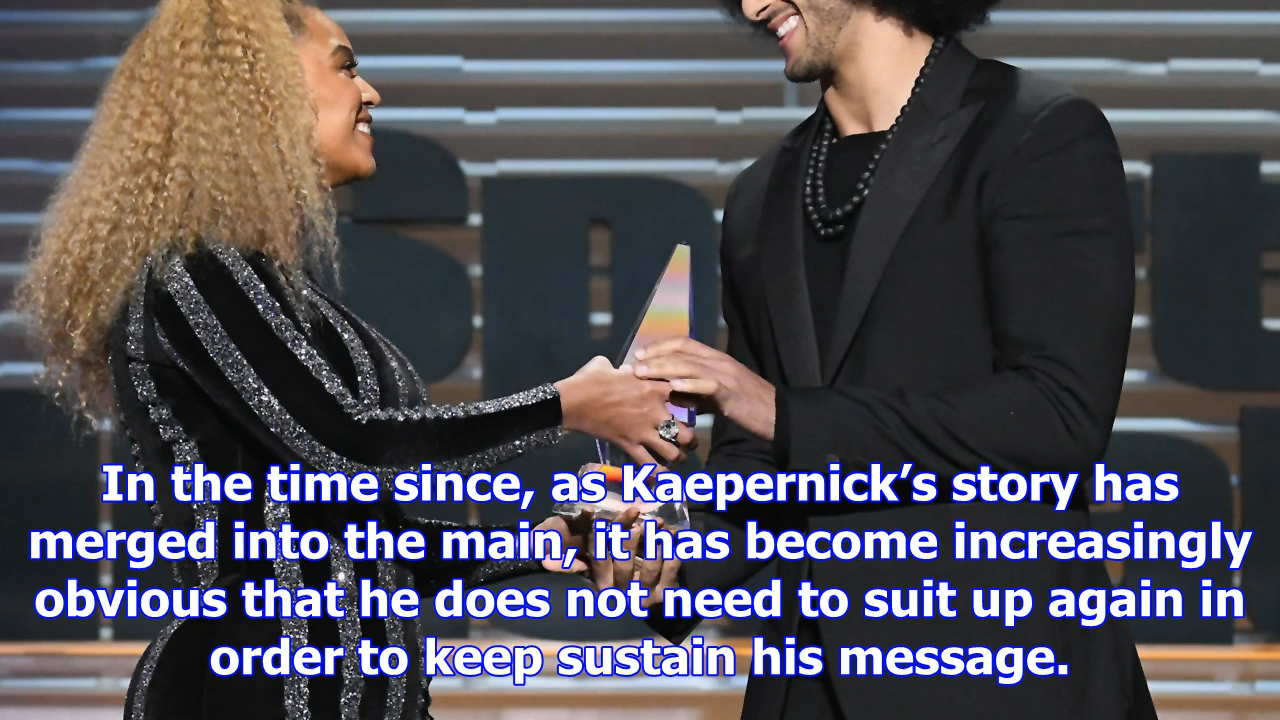 In the time since, as Kaepernick’s story has
merged into the main, it has become increasingly
obvious that he does not need to suit up again in
order to keep sustain his message.